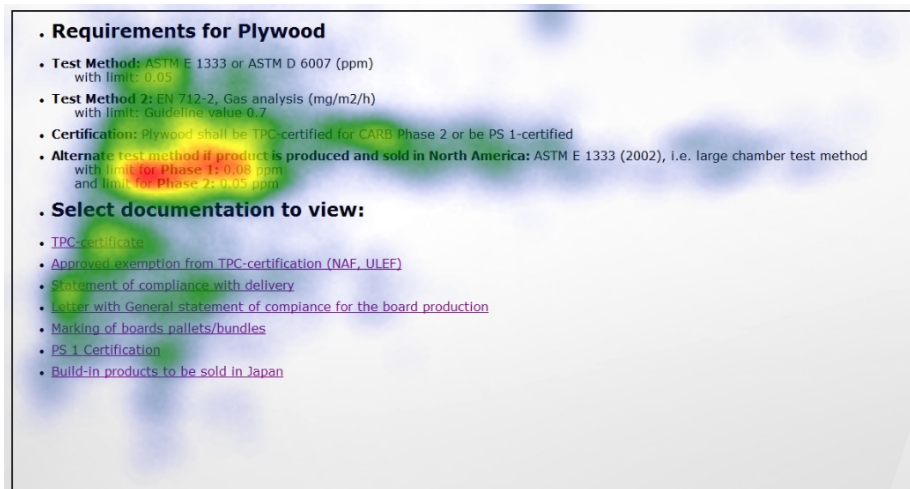 Requirements for Plywood
Test Method: ASTM E 1333 or ASTM D 6007 (ppm)
with limit: 0.05
Test Method 2: EN 712-2, Gas analysis (mg/m2/h)
with limit: Guideline value 0.7
Certification: Plywood shall be TPC-certified for CARB Phase 2 or be PS 1-certified
Alternate test method if product is produced and sold in North America: ASTM E 1333 (2002), i.e. large chamber test method
with limit for Phase 1: 0.08 ppm
and limit for Phase 2: 0.05 ppm
Select documentation to view:
TPC-certificate
Approved exemption from TPC-certification (NAF, ULEF)
Statement of compliance with delivery
Letter with General statement of compiance for the board production
Marking of boards pallets/bundles
PS 1 Certification
Build-in products to be sold in Japan